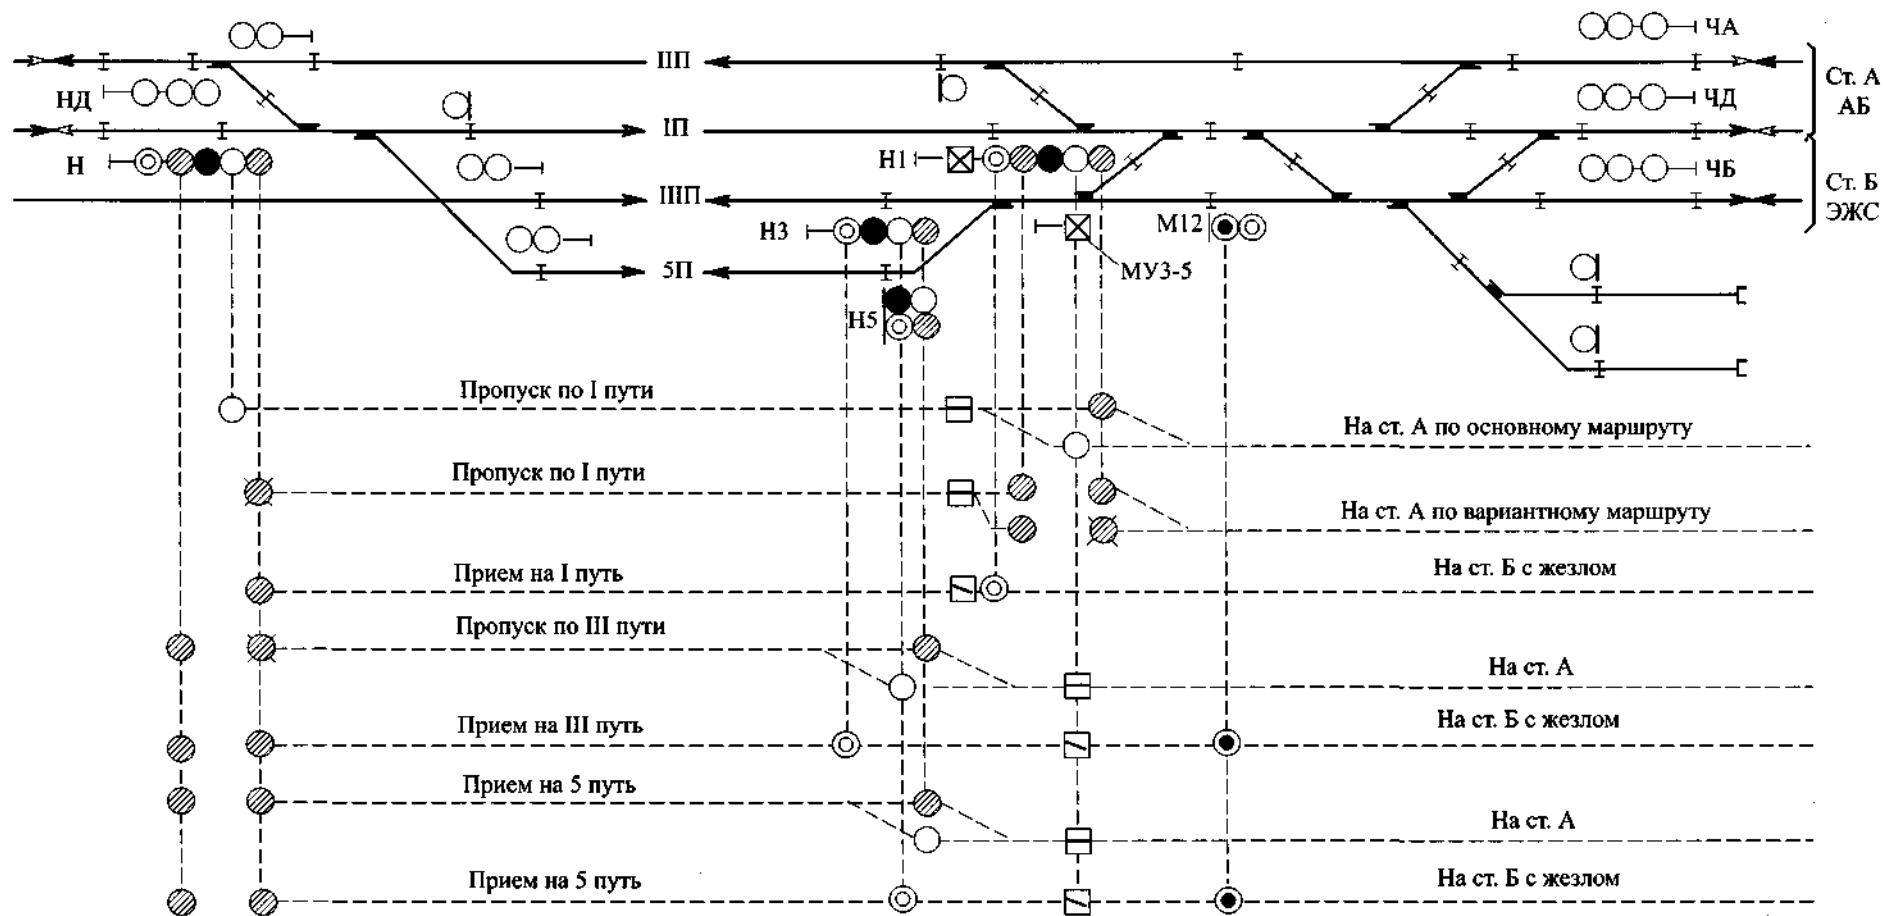 ЧА
IIП
Ст. А
АБ
НД
ЧД
IП
Н
Н1
ЧБ
Ст. Б
ЭЖС
IIIП
Н3
М12
5П
МУ3-5
Н5
Пропуск по I пути
На ст. А по основному маршруту
Пропуск по I пути
На ст. А по вариантному маршруту
Прием на I путь
На ст. Б с жезлом
Пропуск по III пути
На ст. А
Прием на III путь
На ст. Б с жезлом
Прием на 5 путь
На ст. А
Прием на 5 путь
На ст. Б с жезлом